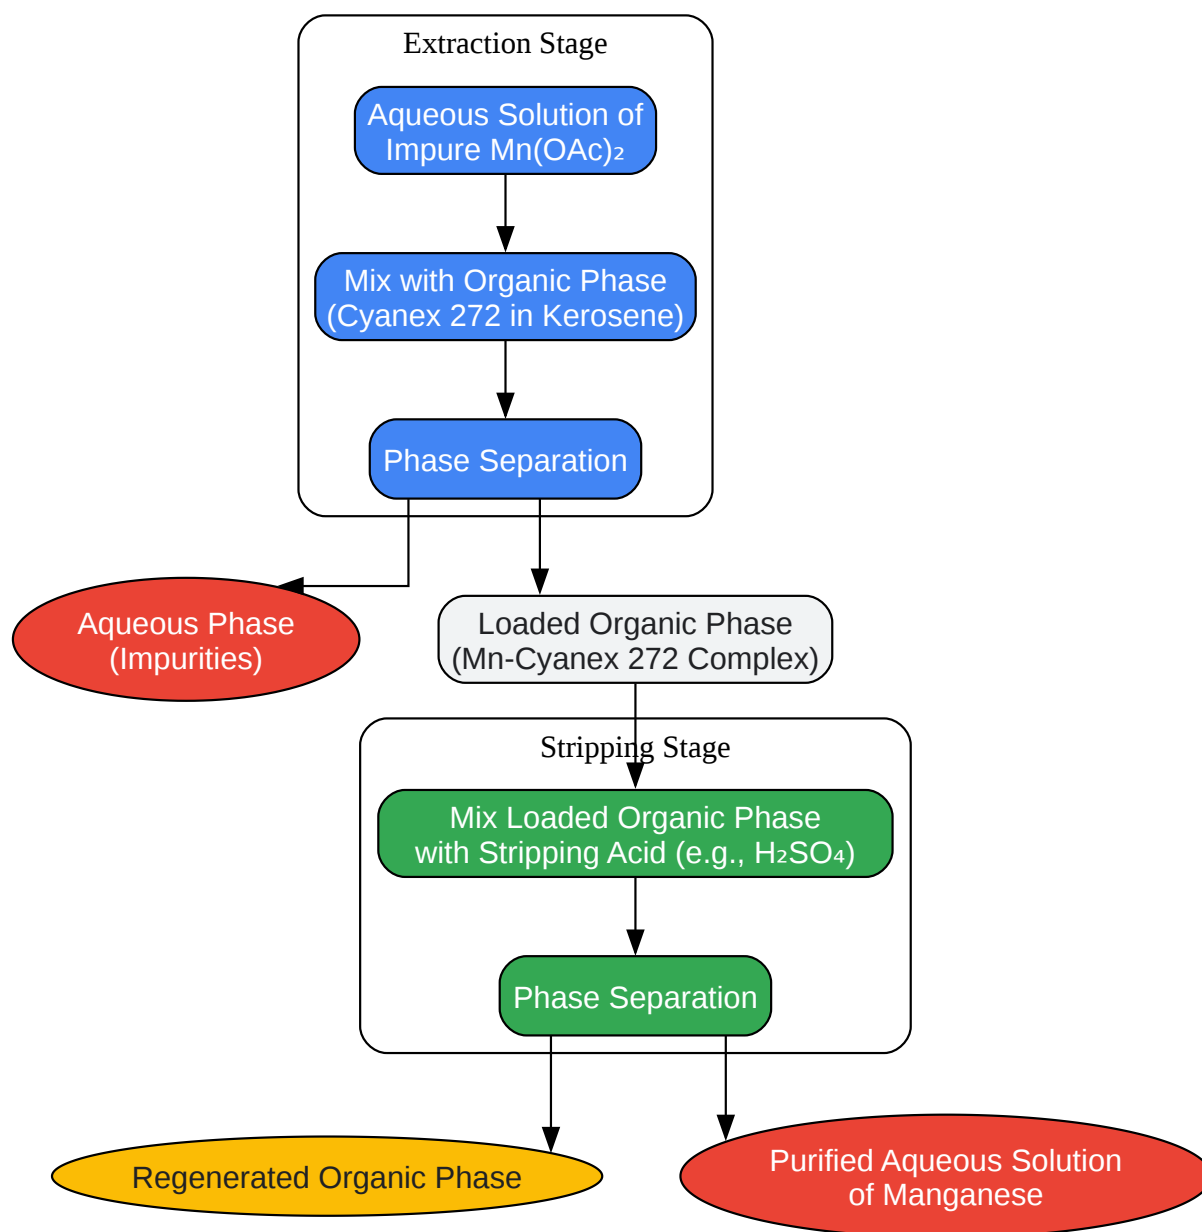 Extraction Stage
Aqueous Solution of
Impure Mn(OAc)₂
Mix with Organic Phase
(Cyanex 272 in Kerosene)
Phase Separation
Aqueous Phase
(Impurities)
Loaded Organic Phase
(Mn-Cyanex 272 Complex)
Stripping Stage
Mix Loaded Organic Phase
with Stripping Acid (e.g., H₂SO₄)
Phase Separation
Regenerated Organic Phase
Purified Aqueous Solution
of Manganese